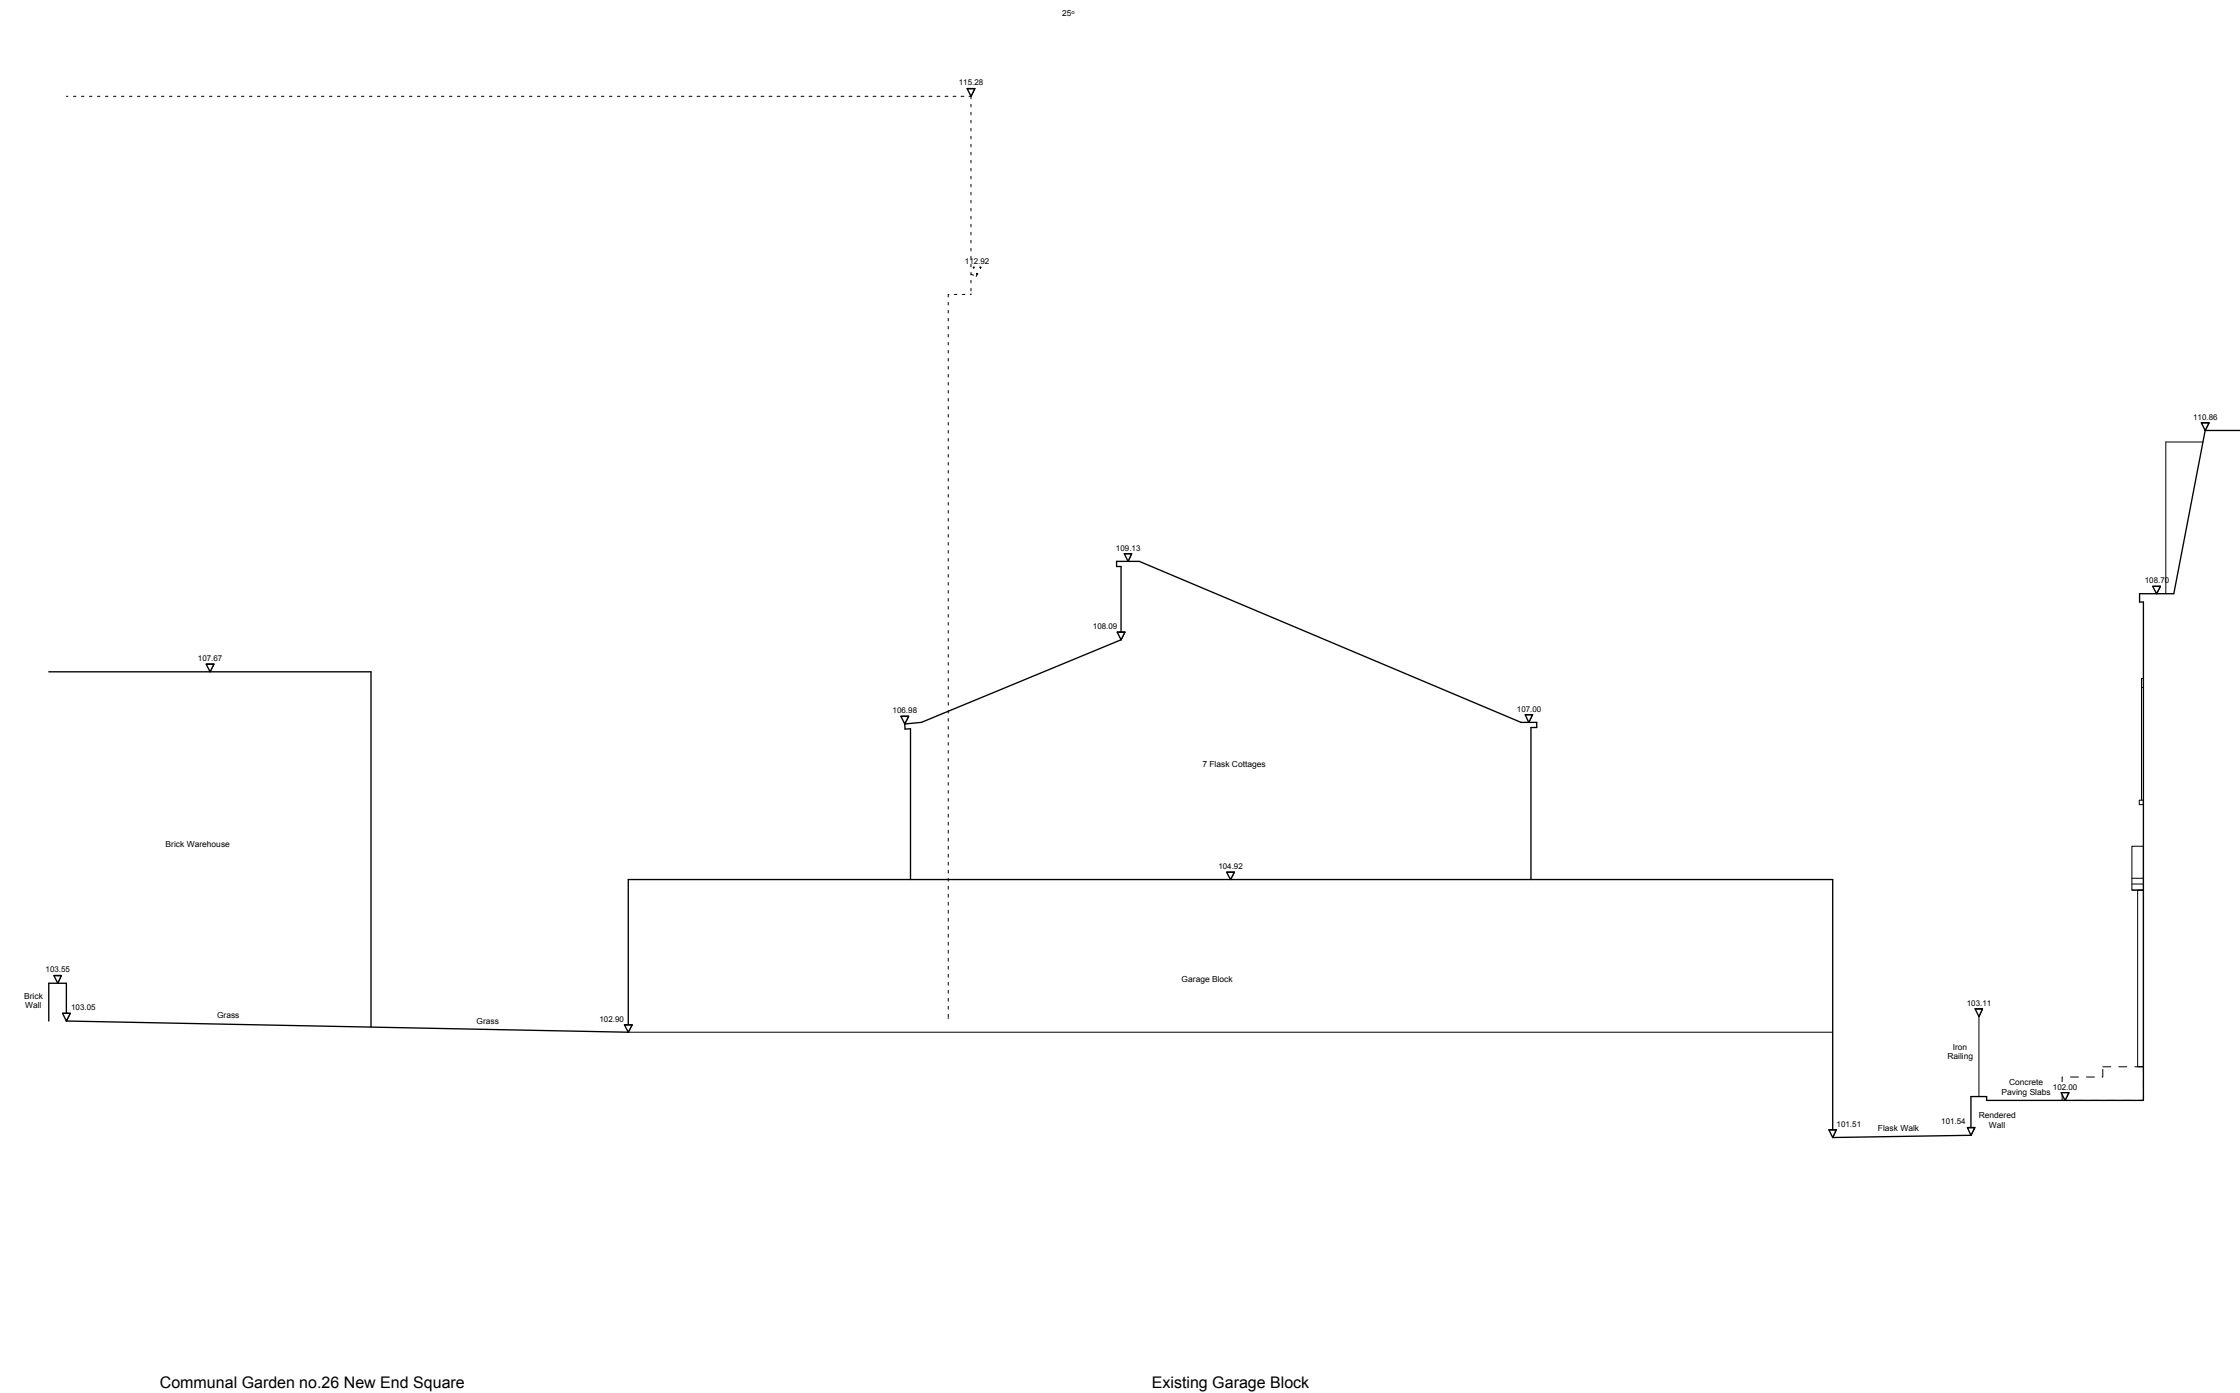 25°
115.28
112.92
110.86
109.13
108.70
108.09
107.67
106.98
107.00
7 Flask Cottages
Brick Warehouse
104.92
103.55
Garage Block
Brick
Wall
103.05
Grass
Grass
102.90
103.11
Iron
Railing
Concrete
Paving Slabs
102.00
101.51
Flask Walk
101.54
Rendered
Wall
Communal Garden no.26 New End Square
Existing Garage Block